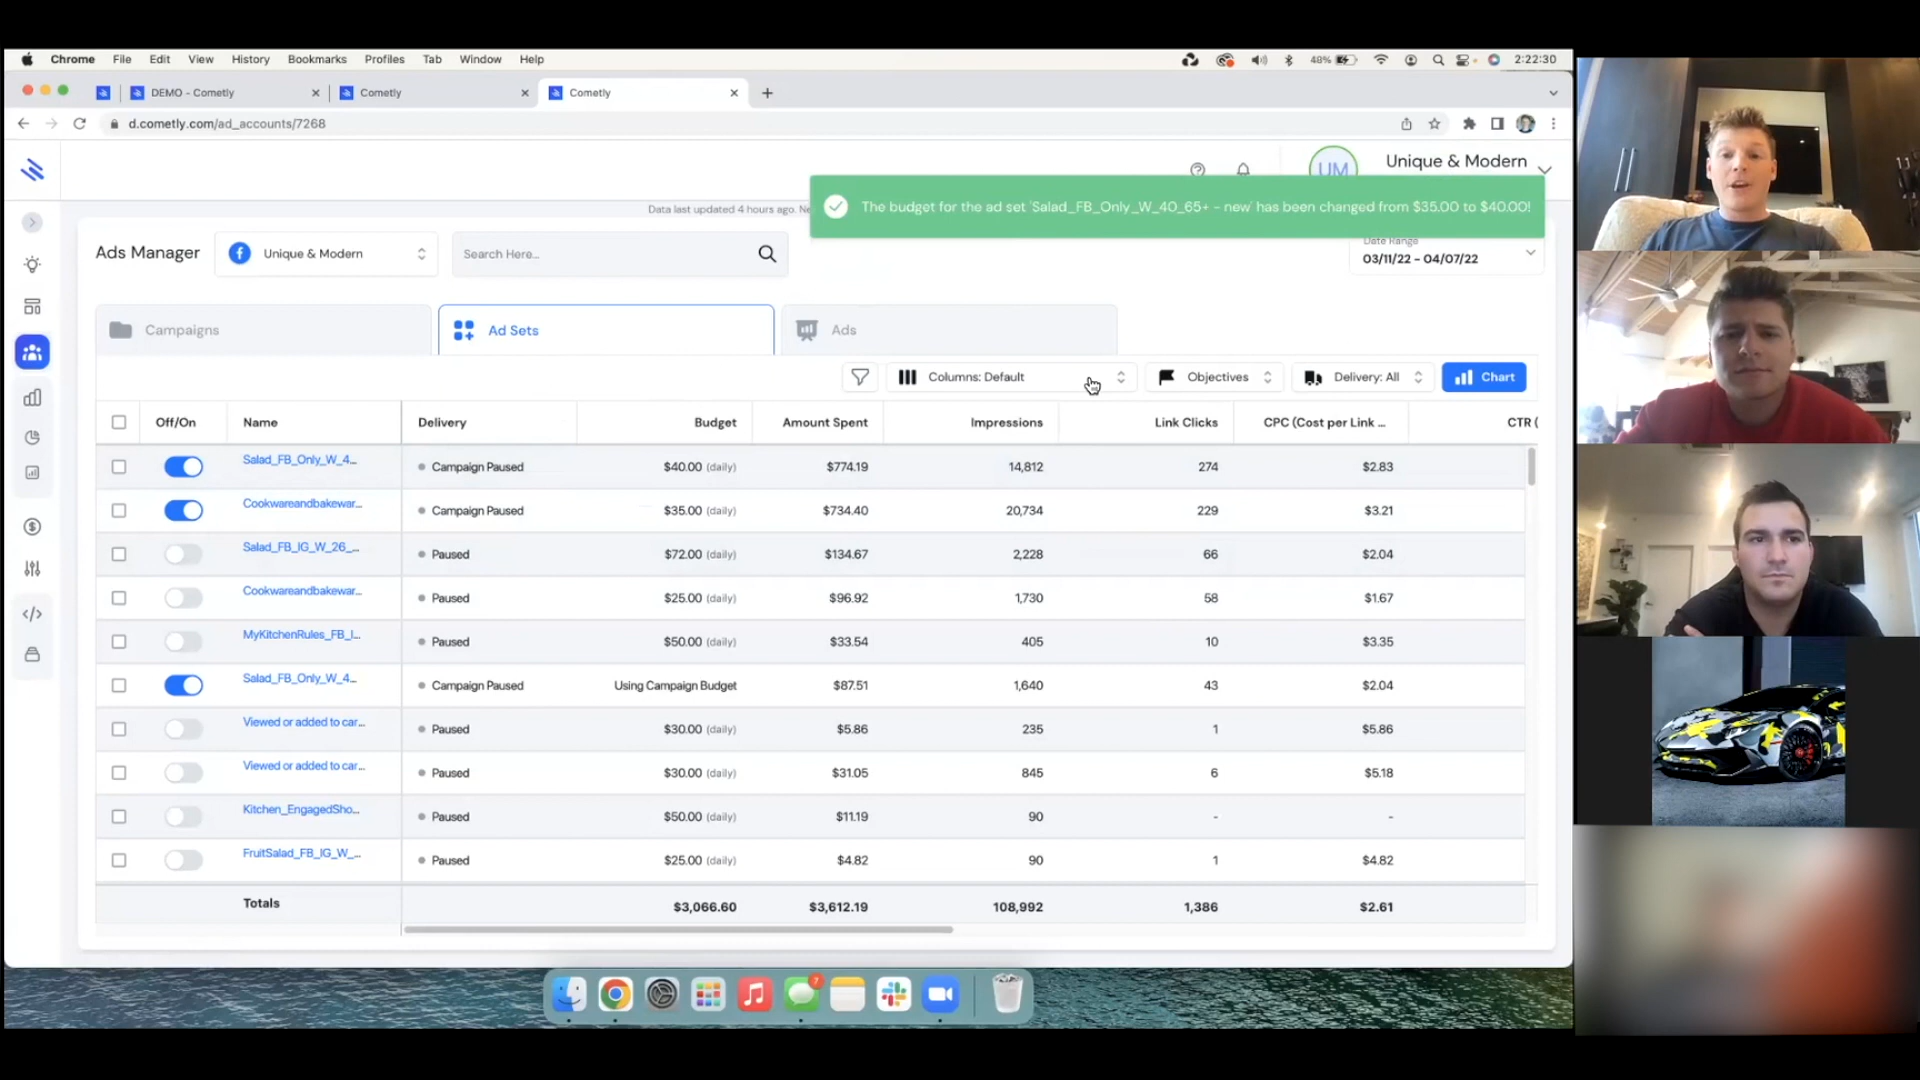 Chrome File Edit View History Bookmarks Profiles Tab Window Help 48% 2:22:30
DEMO - Cometly Cometly Cometly
d.cometly.com/ad_accounts/7268
UM Unique & Modern
Data last updated 4 hours ago. Ne
The budget for the ad set 'Salad_FB_Only_W_40_65+ - new' has been changed from $35.00 to $40.00!
Ads Manager Unique & Modern Search Here... Date Range
03/11/22 - 04/07/22
Campaigns Ad Sets Ads
Columns: Default Objectives Delivery: All Chart
Off/On Name Delivery Budget Amount Spent Impressions Link Clicks CPC (Cost per Link ... CTR (
Salad_FB_Only_W_4... Campaign Paused $40.00 (daily) $774.19 14,812 274 $2.83
Cookwareandbakewar... Campaign Paused $35.00 (daily) $734.40 20,734 229 $3.21
Salad_FB_IG_W_26_... Paused $72.00 (daily) $134.67 2,228 66 $2.04
Cookwareandbakewar... Paused $25.00 (daily) $96.92 1,730 58 $1.67
MyKitchenRules_FB_I... Paused $50.00 (daily) $33.54 405 10 $3.35
Salad_FB_Only_W_4... Campaign Paused Using Campaign Budget $87.51 1,640 43 $2.04
Viewed or added to car... Paused $30.00 (daily) $5.86 235 1 $5.86
Viewed or added to car... Paused $30.00 (daily) $31.05 845 6 $5.18
Kitchen_EngagedSho... Paused $50.00 (daily) $11.19 90 - -
FruitSalad_FB_IG_W_... Paused $25.00 (daily) $4.82 90 1 $4.82
Totals $3,066.60 $3,612.19 108,992 1,386 $2.61
7